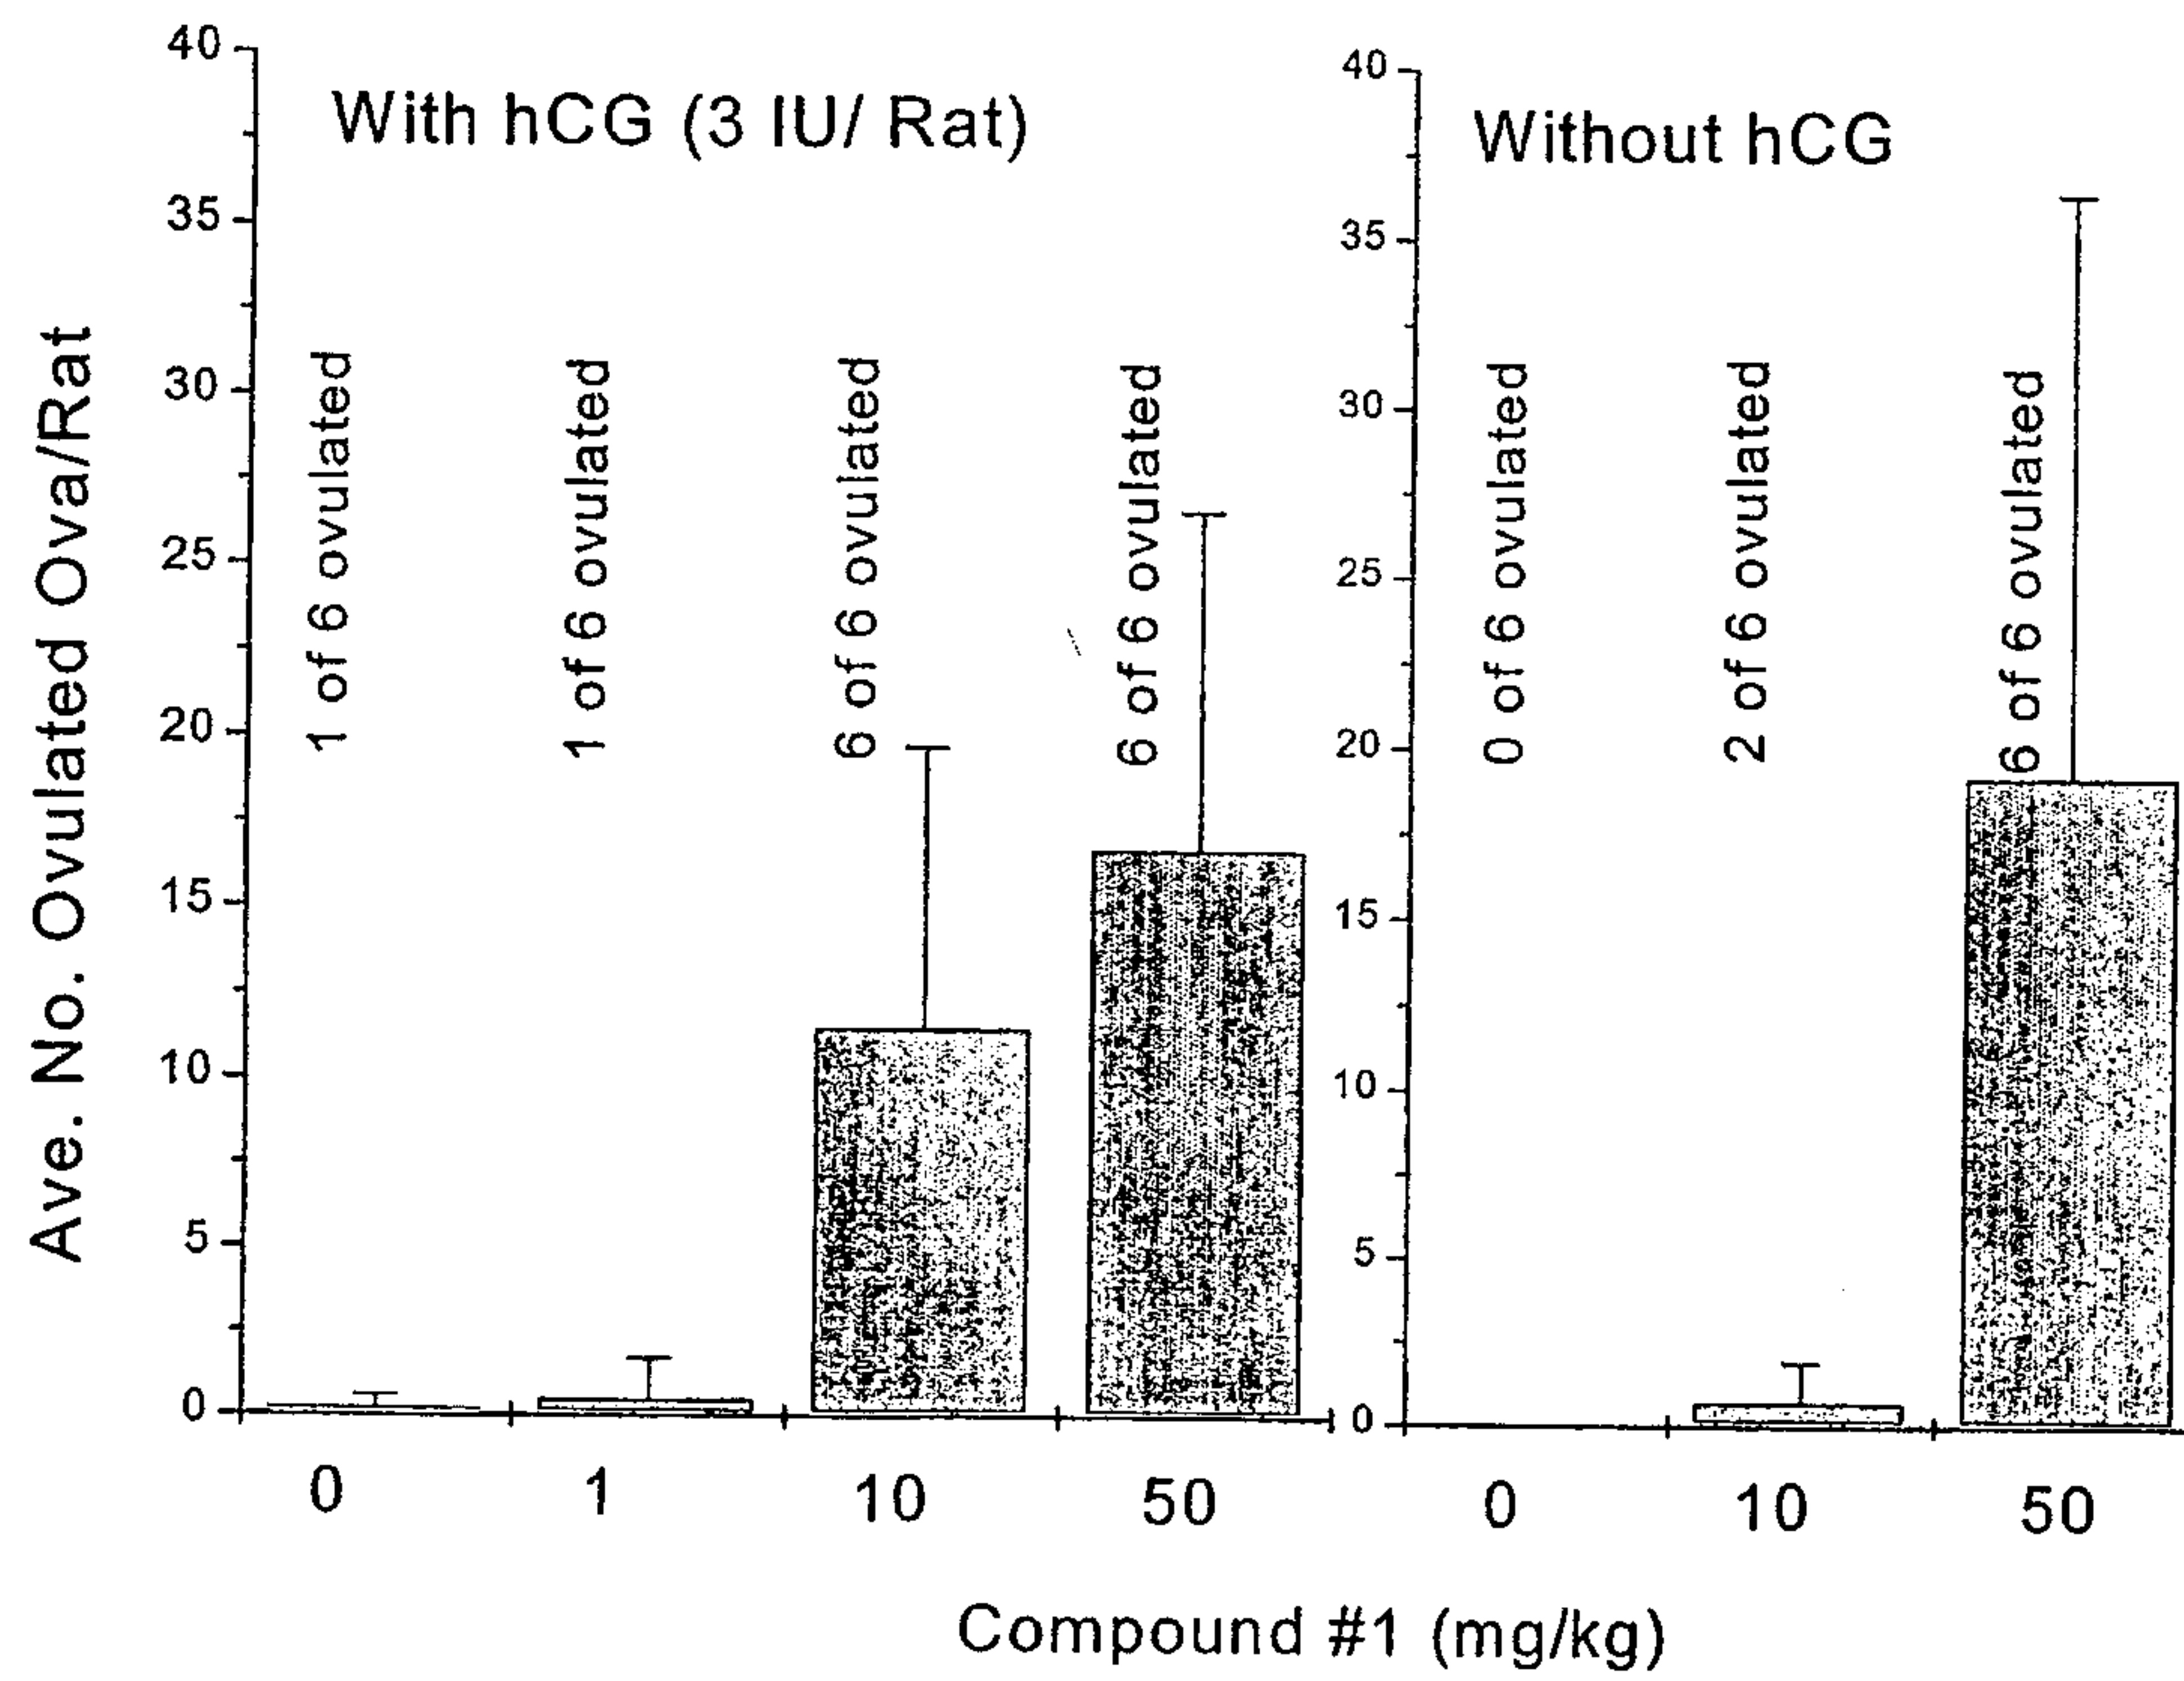 With hCG (3 IU/ Rat)
Without hCG
Ave. No. Ovulated Ova/Rat
40
35
30
25
20
15
10
5
0
1 of 6 ovulated
1 of 6 ovulated
6 of 6 ovulated
6 of 6 ovulated
0
1
10
50
40
35
30
25
20
15
10
5
0
0 of 6 ovulated
2 of 6 ovulated
6 of 6 ovulated
0
10
50
Compound #1 (mg/kg)